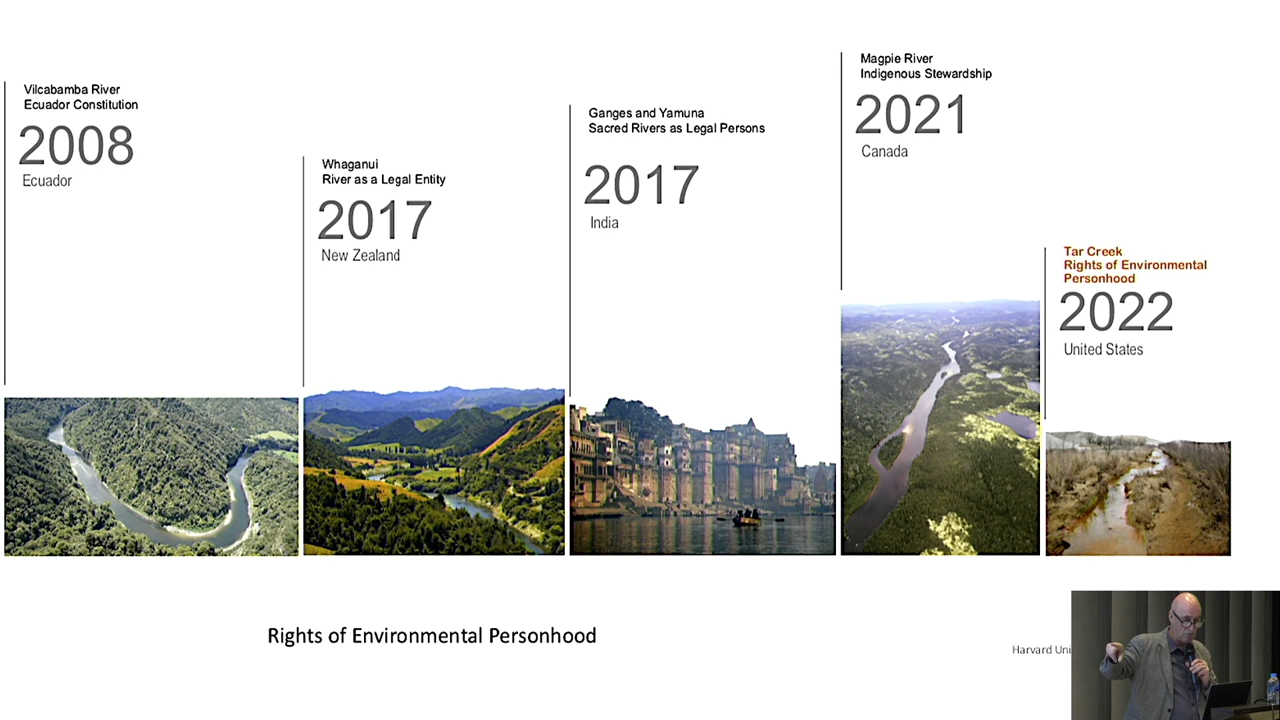 Vilcabamba River
Ecuador Constitution
2008
Ecuador
Whaganui
River as a Legal Entity
2017
New Zealand
Ganges and Yamuna
Sacred Rivers as Legal Persons
2017
India
Magpie River
Indigenous Stewardship
2021
Canada
Tar Creek
Rights of Environmental
Personhood
2022
United States
Rights of Environmental Personhood
Harvard Uni